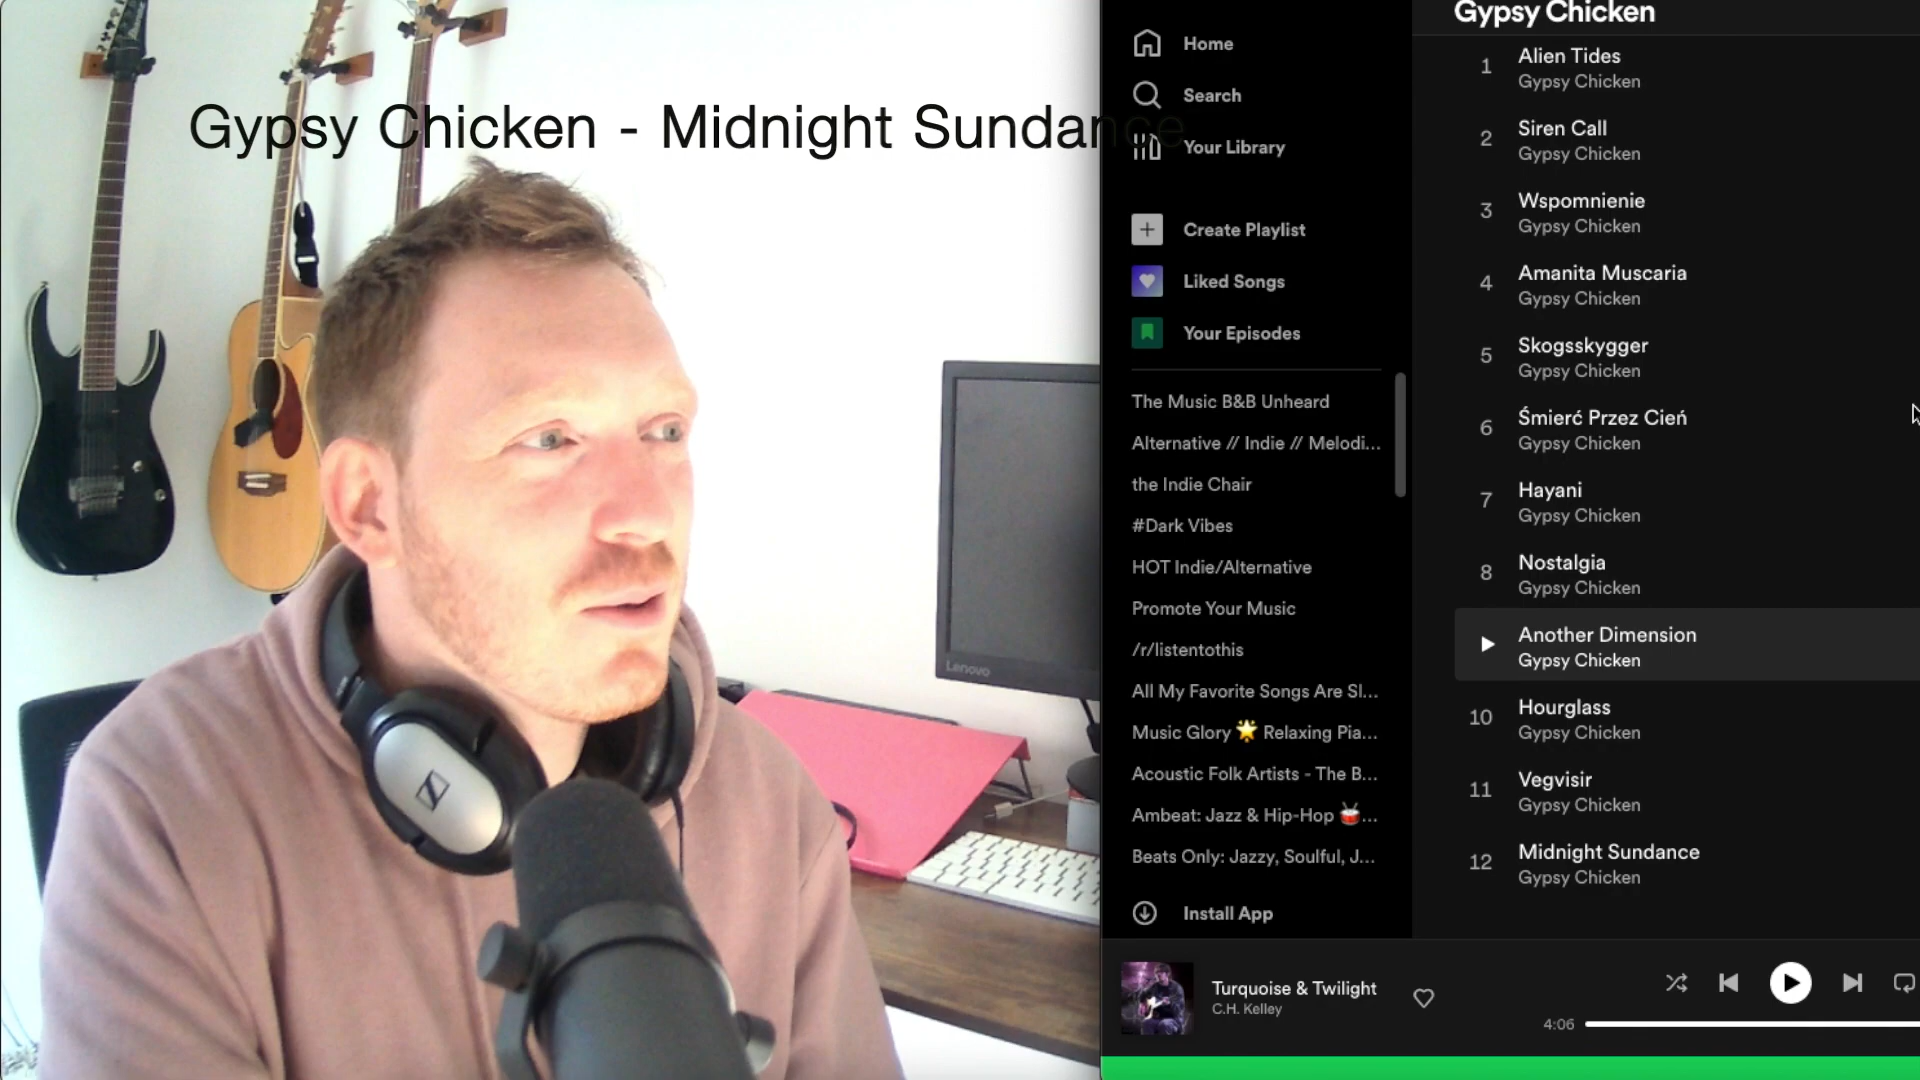 Gypsy Chicken - Midnight Sundance
Lenovo
Home
Search
Your Library
Create Playlist
Liked Songs
Your Episodes
The Music B&B Unheard
Alternative // Indie // Melodi...
the Indie Chair
#Dark Vibes
HOT Indie/Alternative
Promote Your Music
/r/listentothis
All My Favorite Songs Are Sl...
Music Glory 🌟 Relaxing Pia...
Acoustic Folk Artists - The B...
Ambeat: Jazz & Hip-Hop 🥁...
Beats Only: Jazzy, Soulful, J...
Install App
Gypsy Chicken
1
Alien Tides
Gypsy Chicken
2
Siren Call
Gypsy Chicken
3
Wspomnienie
Gypsy Chicken
4
Amanita Muscaria
Gypsy Chicken
5
Skogsskygger
Gypsy Chicken
6
Śmierć Przez Cień
Gypsy Chicken
7
Hayani
Gypsy Chicken
8
Nostalgia
Gypsy Chicken
Another Dimension
Gypsy Chicken
10
Hourglass
Gypsy Chicken
11
Vegvisir
Gypsy Chicken
12
Midnight Sundance
Gypsy Chicken
Turquoise & Twilight
C.H. Kelley
4:06